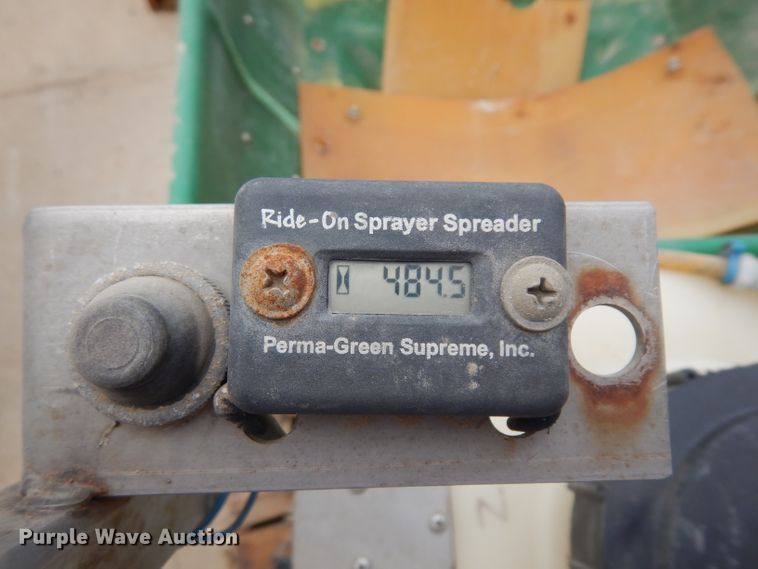 Ride-On Sprayer Spreader
484.5
Perma-Green Supreme, Inc.
Purple Wave Auction